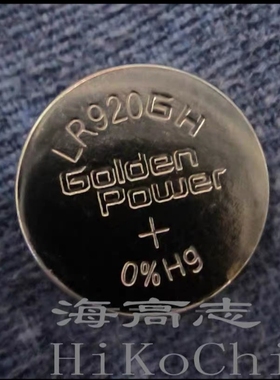 LR920GH
Golden
Power
+
0%Hg
海高志
HiKoChi